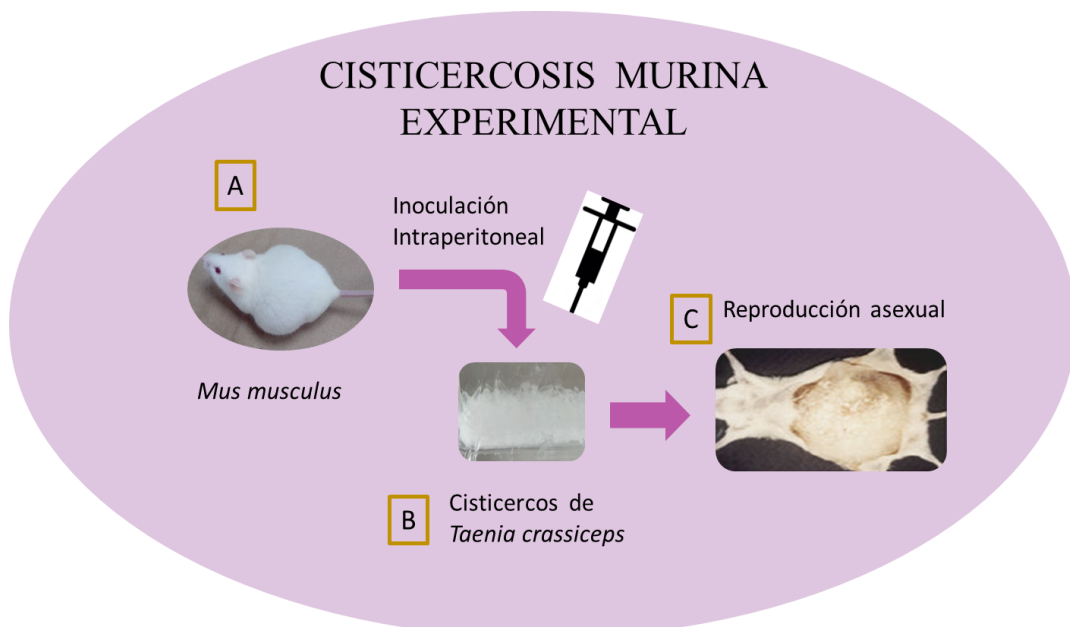 CISTICERCOSIS MURINA
EXPERIMENTAL
A
Inoculación
Intraperitoneal
Mus musculus
C
Reproducción asexual
B
Cisticercos de
Taenia crassiceps